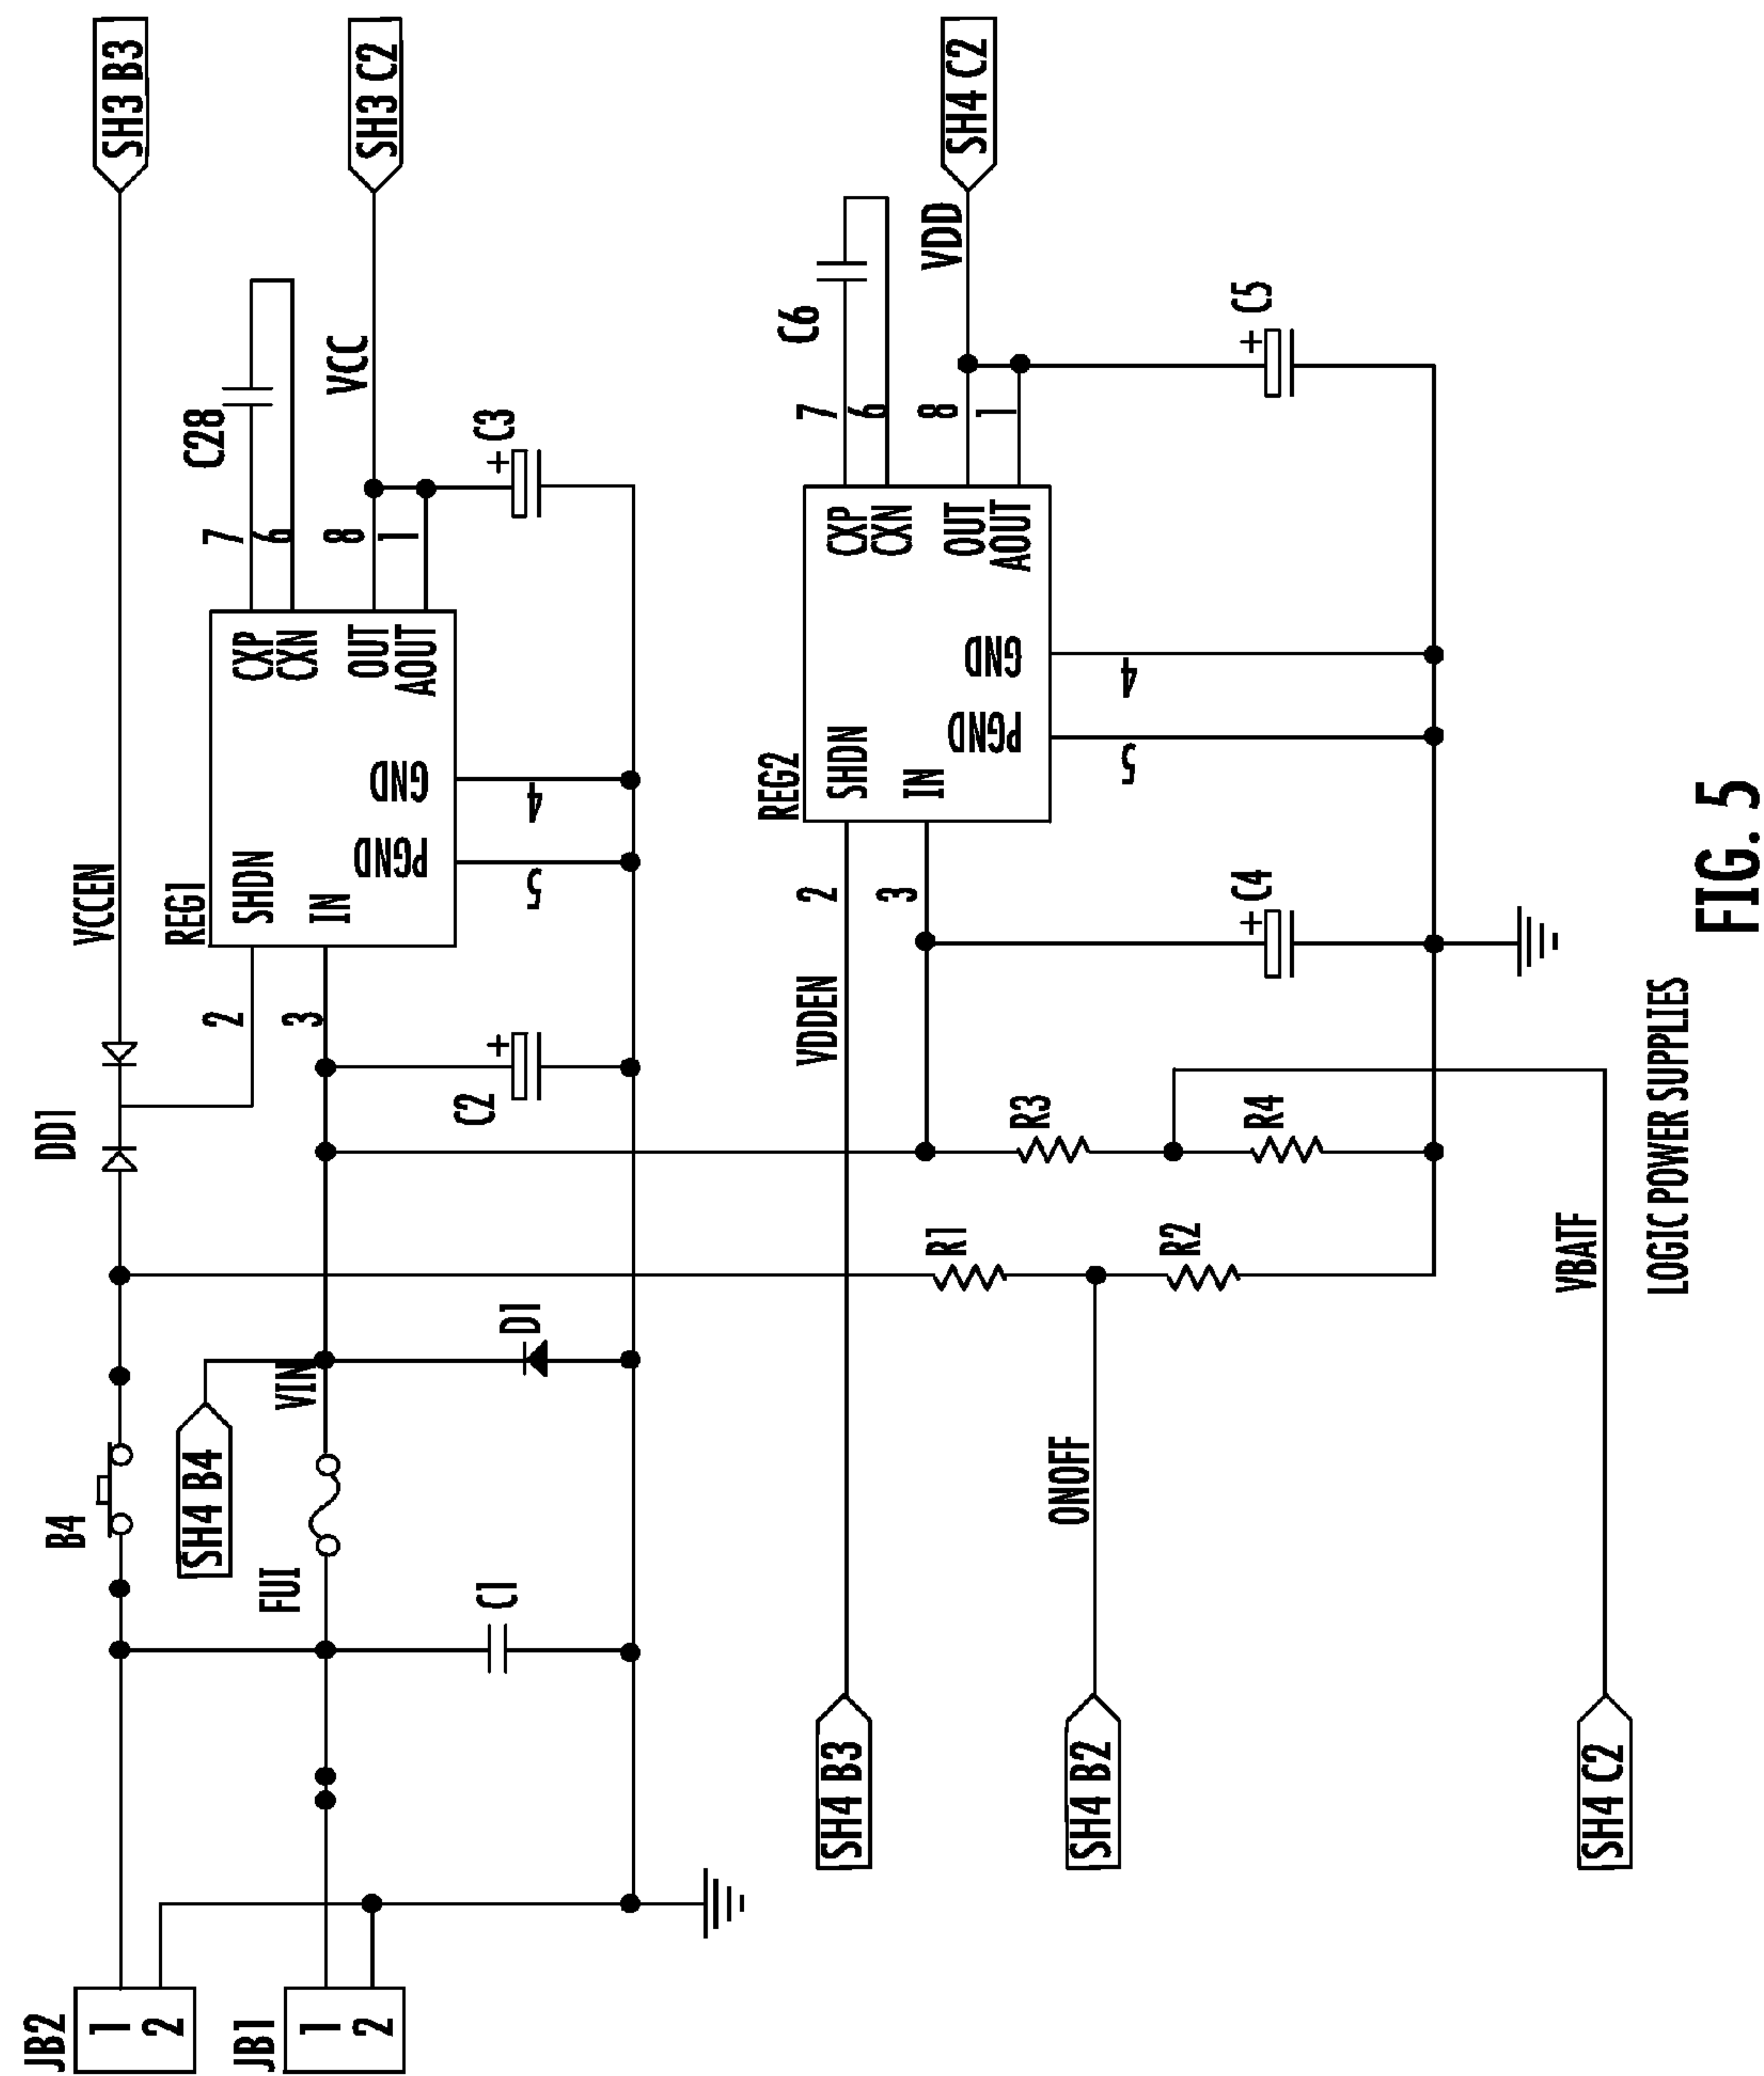 JB2
1
2
JB1
1
2
B4
SH4 B4
FU1
VIN
C1
D1
DD1
VCCEN
SH3 B3
REG1
SHDN
IN
CXP
CXN
OUT
AOUT
GND
PGND
2
3
7
6
8
1
4
5
C28
VCC
SH3 C2
C2
C3
SH4 B3
VDDEN
REG2
SHDN
IN
CXP
CXN
OUT
AOUT
GND
PGND
2
3
7
6
8
1
4
5
C6
VDD
SH4 C2
C4
C5
R1
R2
R3
R4
ONOFF
SH4 B2
VBATF
SH4 C2
LOGIC POWER SUPPLIES
FIG. 5